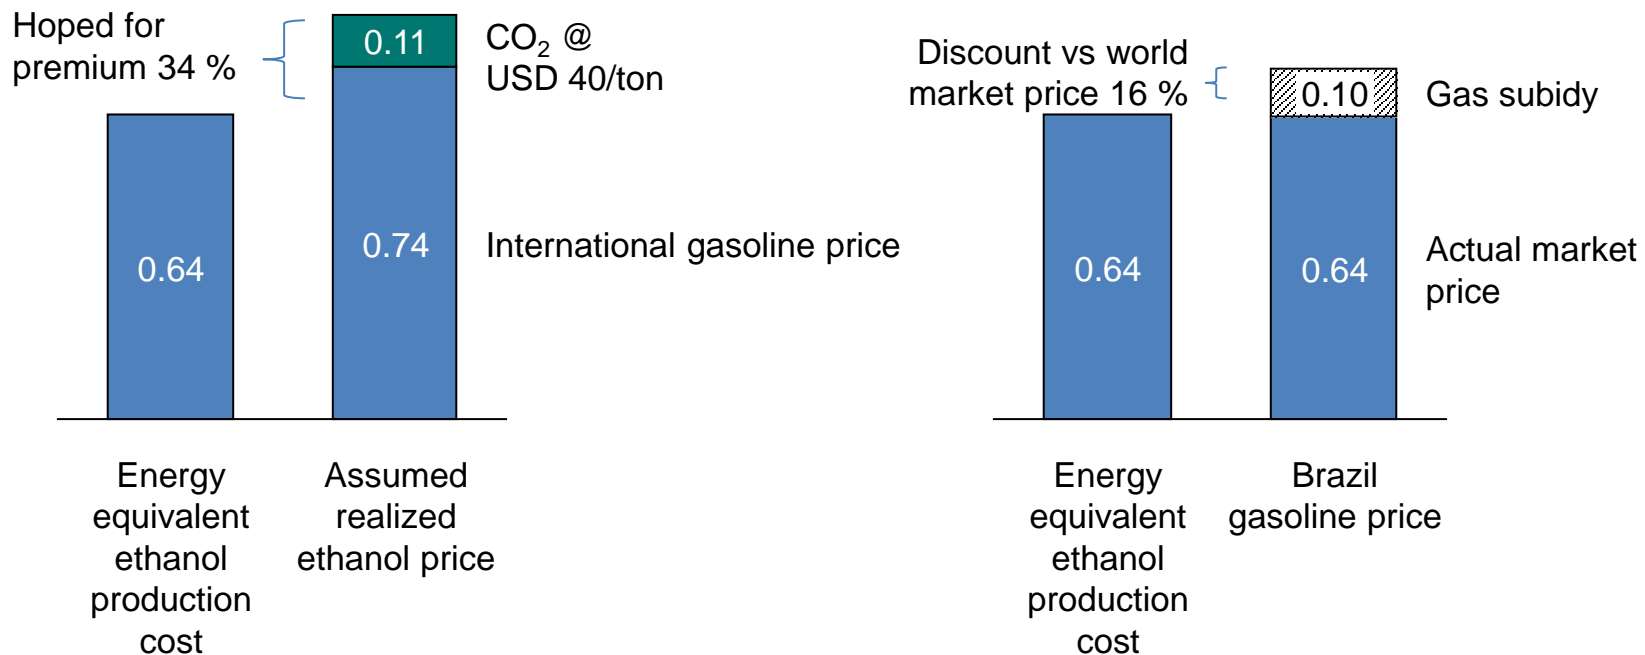 Hoped for
premium 34 %
0.11
CO₂ @
USD 40/ton
0.64
0.74
International gasoline price
Energy
equivalent
ethanol
production
cost
Assumed
realized
ethanol price
Discount vs world
market price 16 %
0.10
Gas subidy
0.64
0.64
Actual market
price
Energy
equivalent
ethanol
production
cost
Brazil
gasoline price